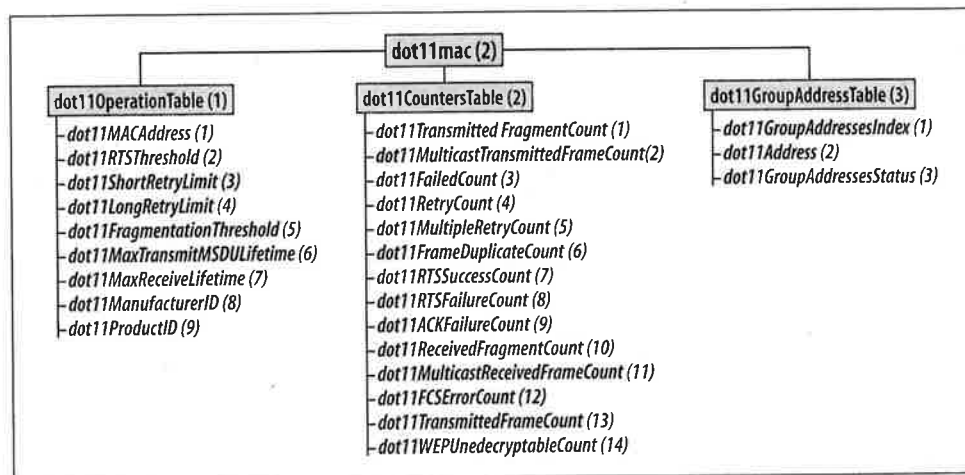 dot11mac (2)
dot11OperationTable (1)
dot11MACAddress (1)
dot11RTSThreshold (2)
dot11ShortRetryLimit (3)
dot11LongRetryLimit (4)
dot11FragmentationThreshold (5)
dot11MaxTransmitMSDULifetime (6)
dot11MaxReceiveLifetime (7)
dot11ManufacturerID (8)
dot11ProductID (9)
dot11CountersTable (2)
dot11Transmitted FragmentCount (1)
dot11MulticastTransmittedFrameCount(2)
dot11FailedCount (3)
dot11RetryCount (4)
dot11MultipleRetryCount (5)
dot11FrameDuplicateCount (6)
dot11RTSSuccessCount (7)
dot11RTSFailureCount (8)
dot11ACKFailureCount (9)
dot11ReceivedFragmentCount (10)
dot11MulticastReceivedFrameCount (11)
dot11FCSErrorCount (12)
dot11TransmittedFrameCount (13)
dot11WEPUnedecryptableCount (14)
dot11GroupAddressTable (3)
dot11GroupAddressesIndex (1)
dot11Address (2)
dot11GroupAddressesStatus (3)